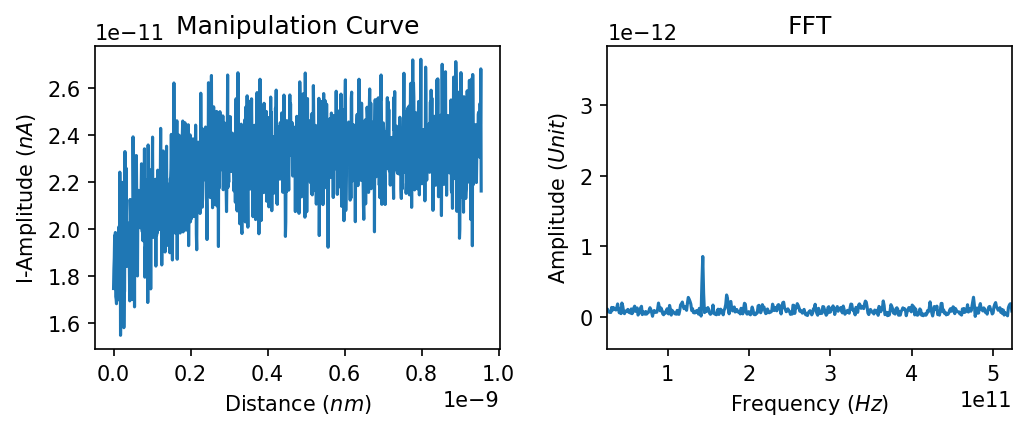 Manipulation Curve
1e−11
I-Amplitude (nA)
2.6
2.4
2.2
2.0
1.8
1.6
0.0 0.2 0.4 0.6 0.8 1.0
1e−9
Distance (nm)
FFT
1e−12
Amplitude (Unit)
3
2
1
0
1 2 3 4 5
1e11
Frequency (Hz)